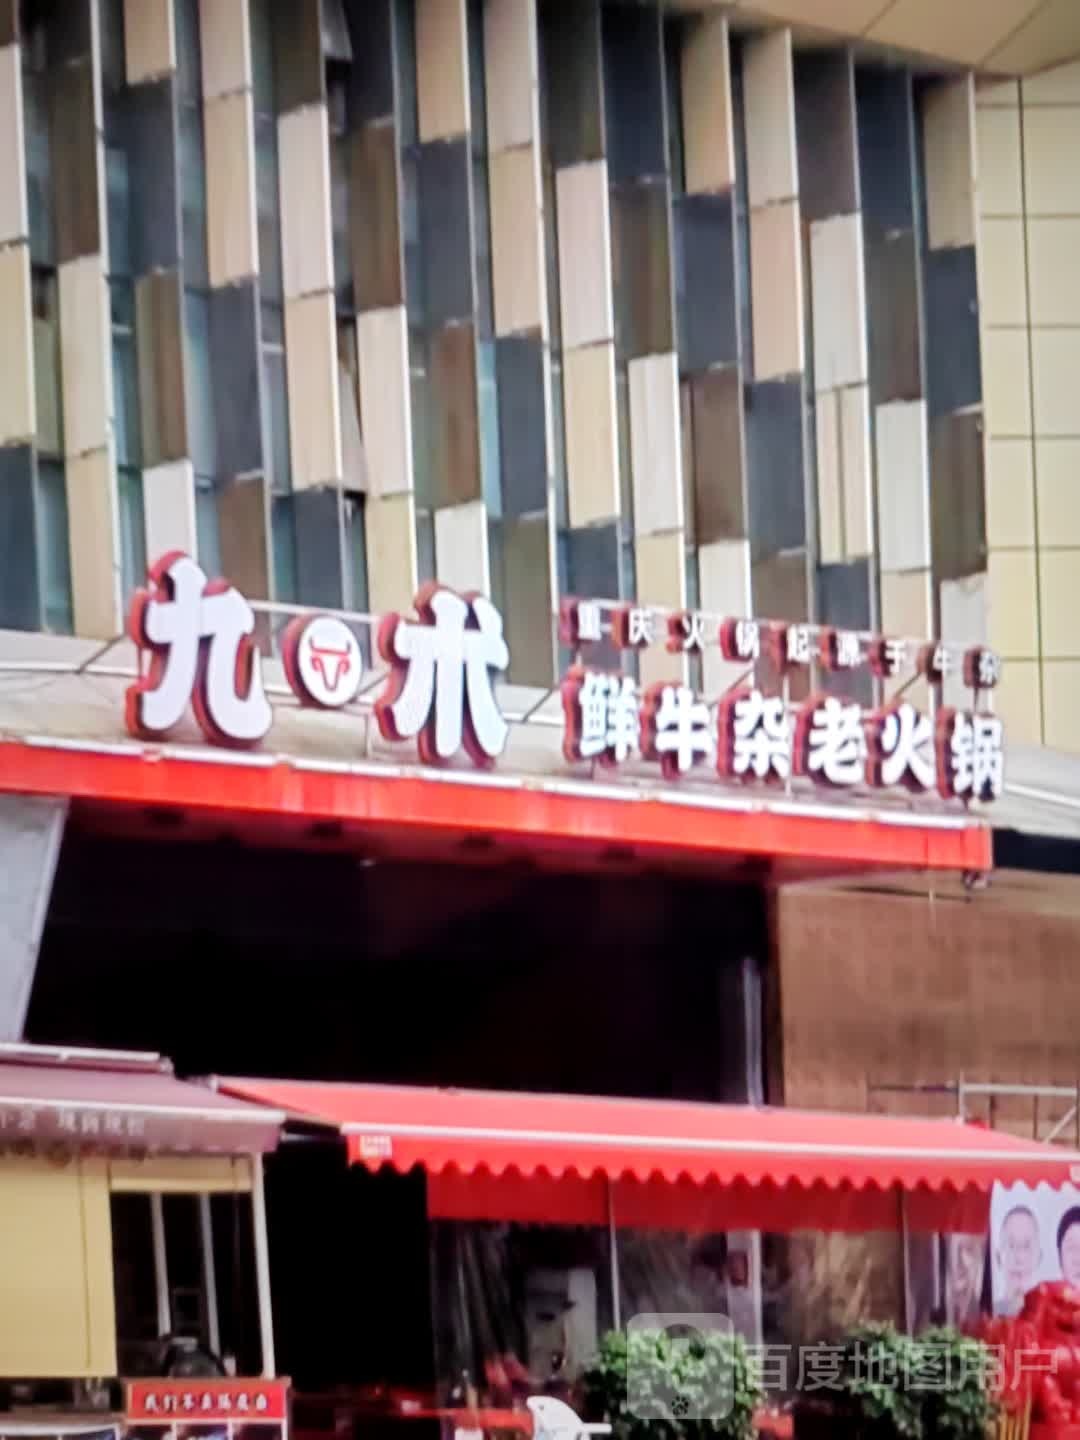 九朮
重庆火锅起源于牛杂
鲜牛杂老火锅
百度地图用户